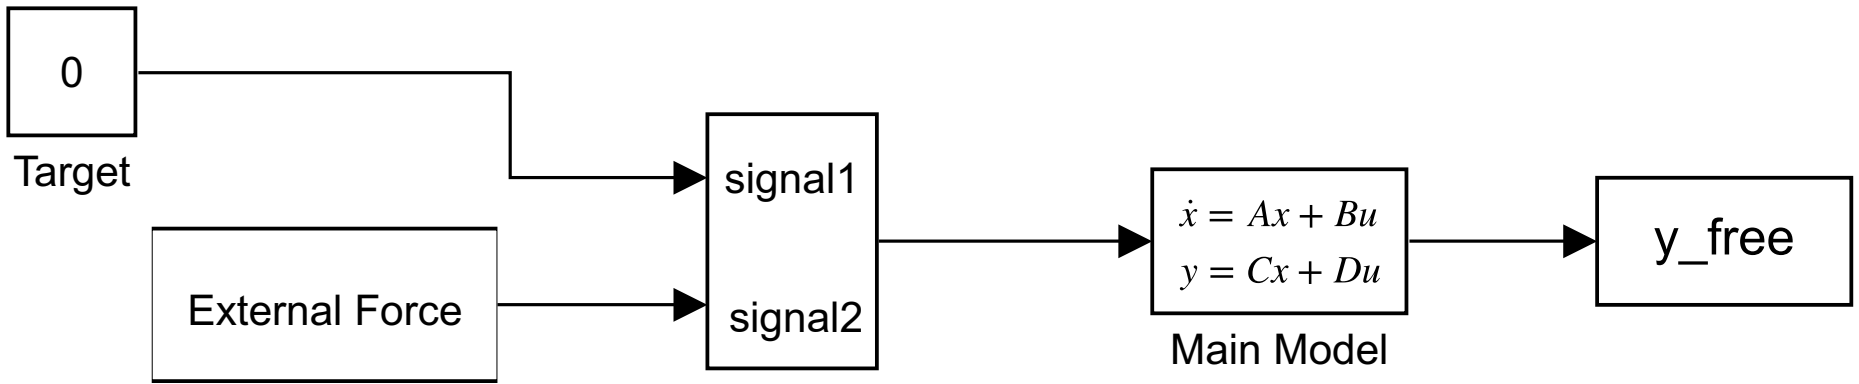 0
Target
External Force
signal1
signal2
ẋ = Ax + Bu
y = Cx + Du
Main Model
y_free